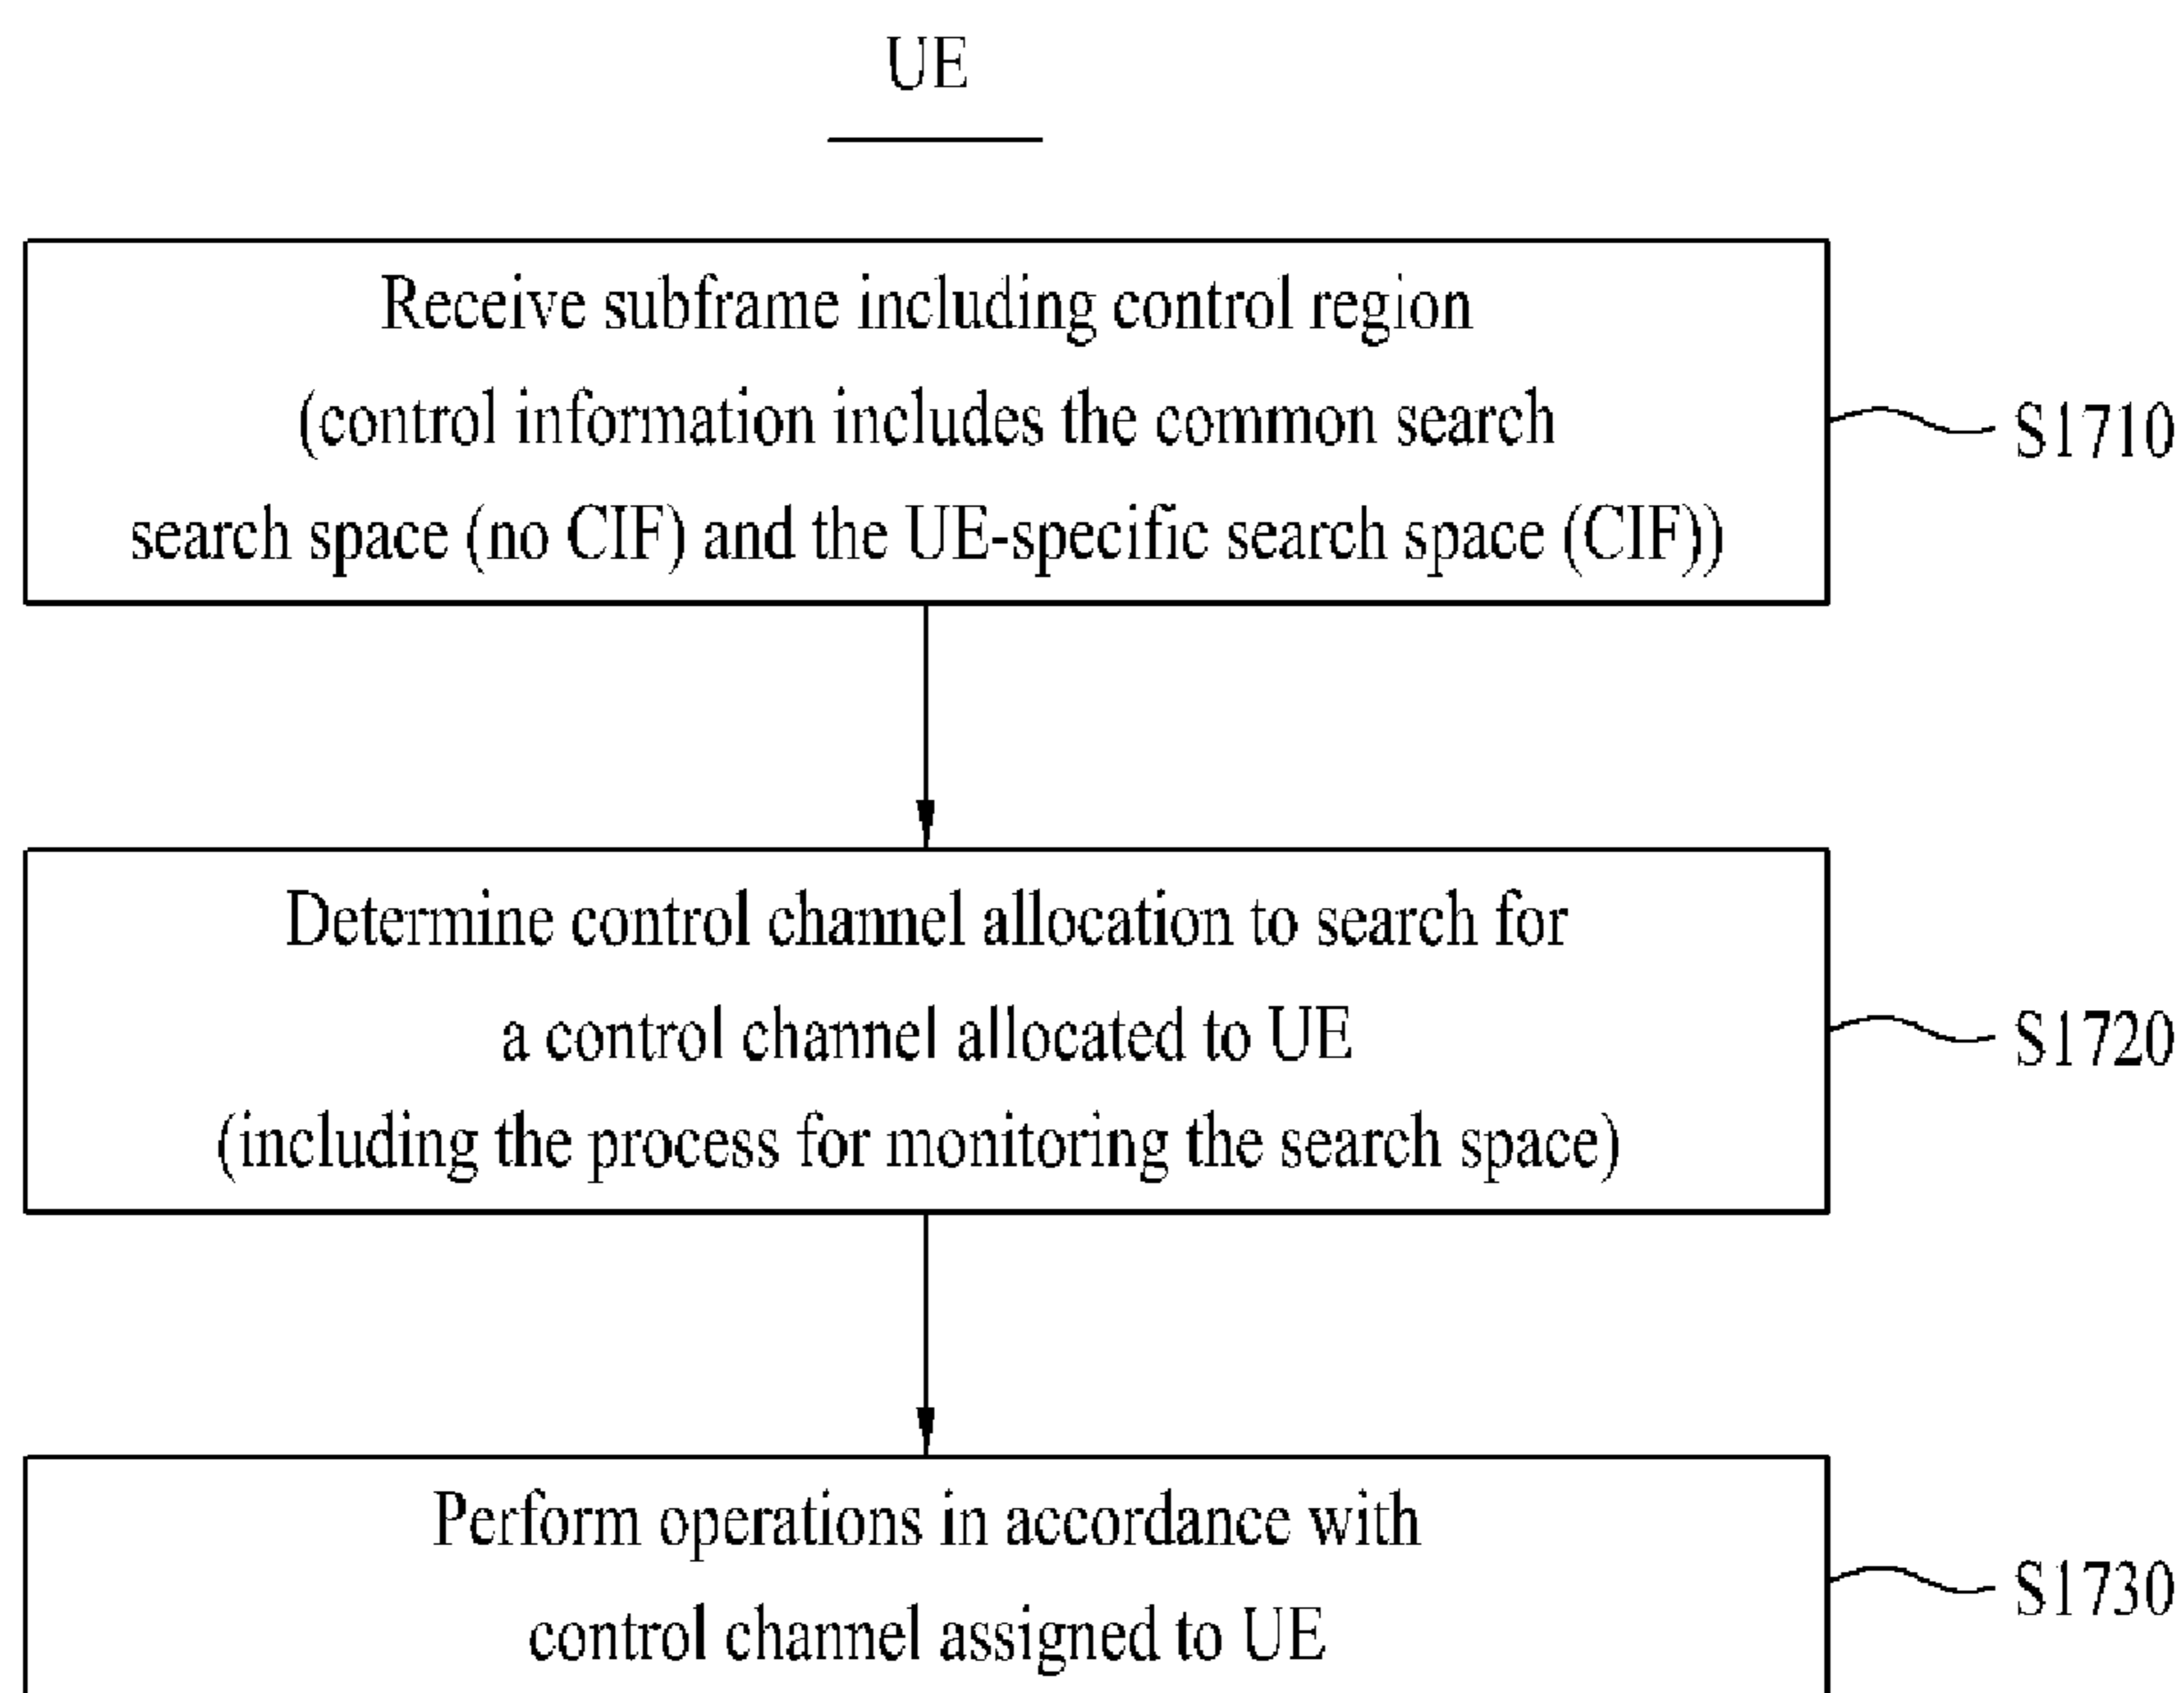 UE
Receive subframe including control region
(control information includes the common search
search space (no CIF) and the UE-specific search space (CIF))
S1710
Determine control channel allocation to search for
a control channel allocated to UE
(including the process for monitoring the search space)
S1720
Perform operations in accordance with
control channel assigned to UE
S1730